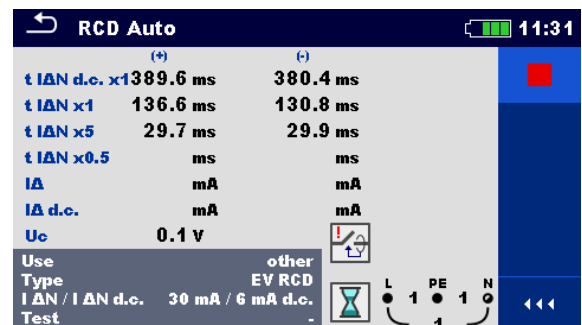 RCD Auto 11:31
(+) (-)
t IΔN d.c. x1 389.6 ms 380.4 ms
t IΔN x1 136.6 ms 130.8 ms
t IΔN x5 29.7 ms 29.9 ms
t IΔN x0.5 ms ms
IΔ mA mA
IΔ d.c. mA mA
Uc 0.1 V
Use other
Type EV RCD
I ΔN / I ΔN d.c. 30 mA / 6 mA d.c.
Test -
L PE N
1 1
1